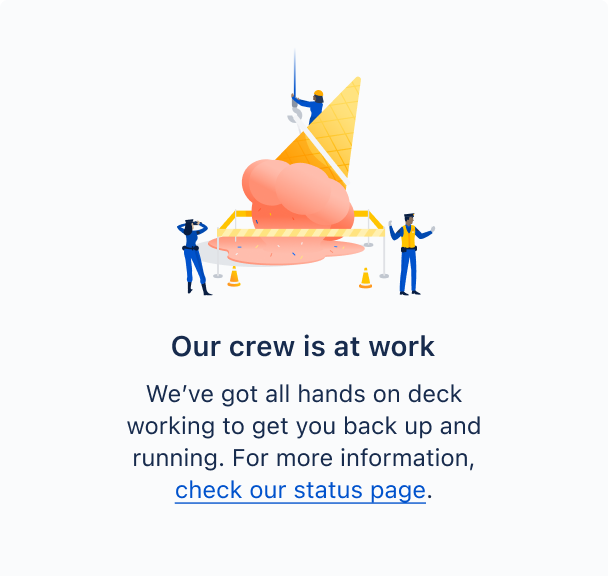 Our crew is at work
We’ve got all hands on deck
working to get you back up and
running. For more information,
check our status page.